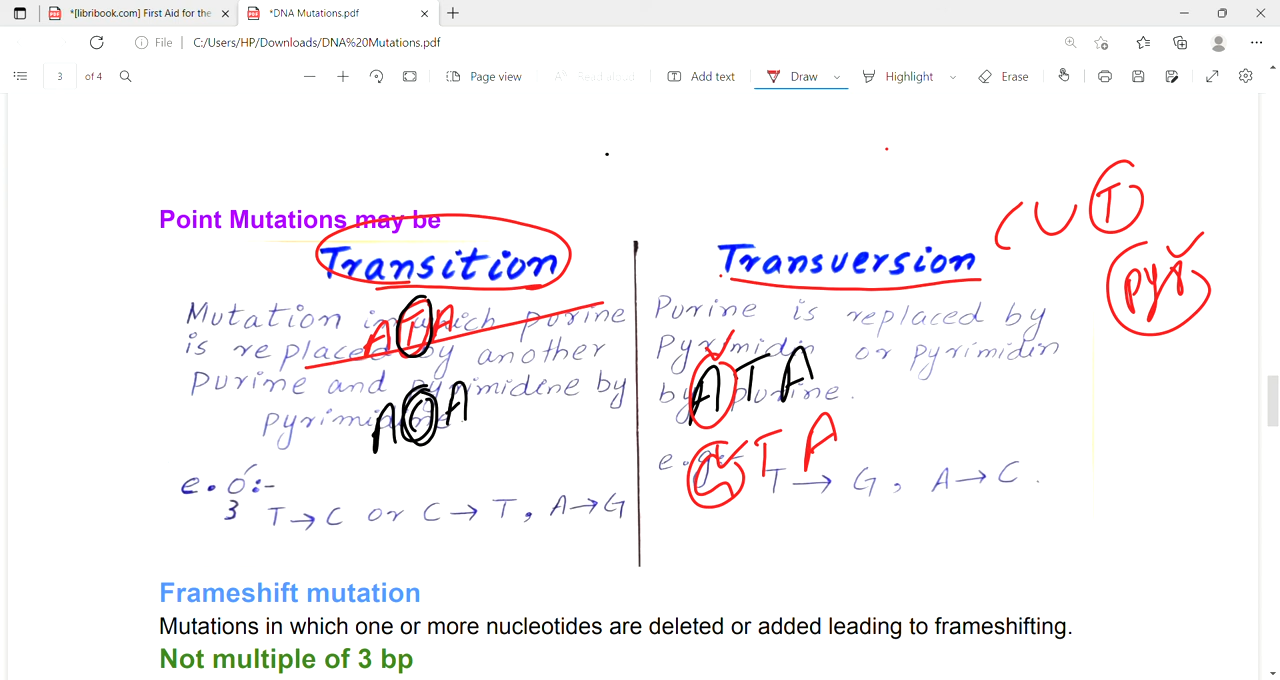 *[libribook.com] First Aid for the
*DNA Mutations.pdf
File
C:/Users/HP/Downloads/DNA%20Mutations.pdf
3 of 4
Page view
Read aloud
Add text
Draw
Highlight
Erase
C U T
pyr
Point Mutations may be
Transition
Mutation in which purine
is replaced by another
purine and pyrimidene by
A T A
A C A
e.g:-
T → C or C → T, A → G
Transversion
Purine is replaced by
Pyrimidin or pyrimidin
by purine.
A T A
T A
e.g:-
T → G, A → C.
Frameshift mutation
Mutations in which one or more nucleotides are deleted or added leading to frameshifting.
Not multiple of 3 bp